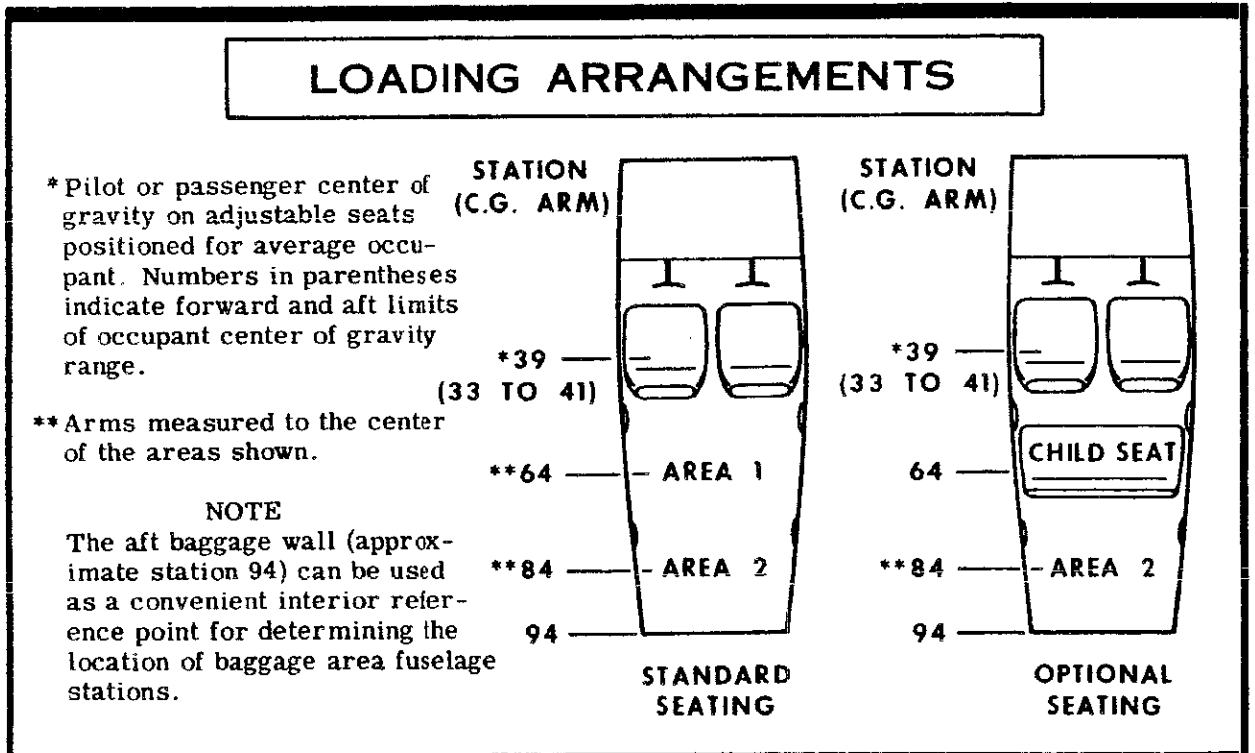 LOADING ARRANGEMENTS
*Pilot or passenger center of
gravity on adjustable seats
positioned for average occu-
pant. Numbers in parentheses
indicate forward and aft limits
of occupant center of gravity
range.
**Arms measured to the center
of the areas shown.
NOTE
The aft baggage wall (approx-
imate station 94) can be used
as a convenient interior refer-
ence point for determining the
location of baggage area fuselage
stations.
STATION
(C.G. ARM)
*39
(33 TO 41)
**64
AREA 1
**84
AREA 2
94
STANDARD
SEATING
STATION
(C.G. ARM)
*39
(33 TO 41)
64
CHILD SEAT
**84
AREA 2
94
OPTIONAL
SEATING